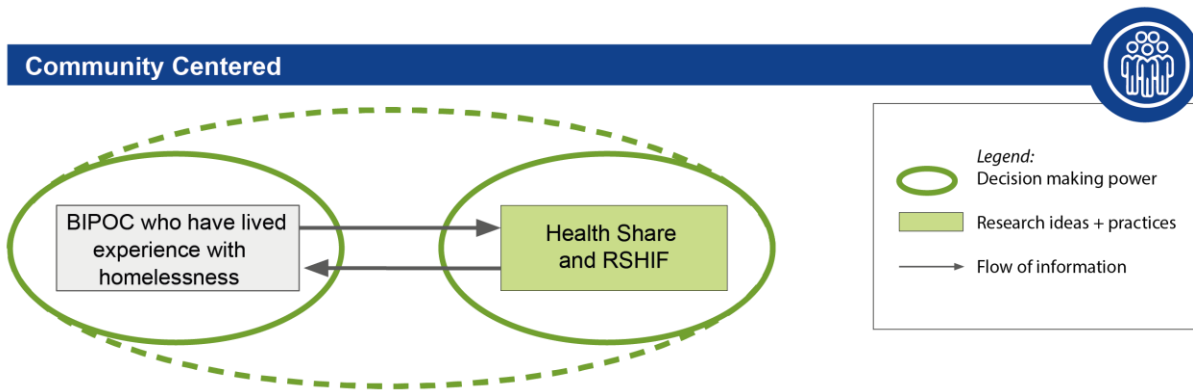 Community Centered
BIPOC who have lived
experience with
homelessness
Health Share
and RSHIF
Legend:
Decision making power
Research ideas + practices
Flow of information